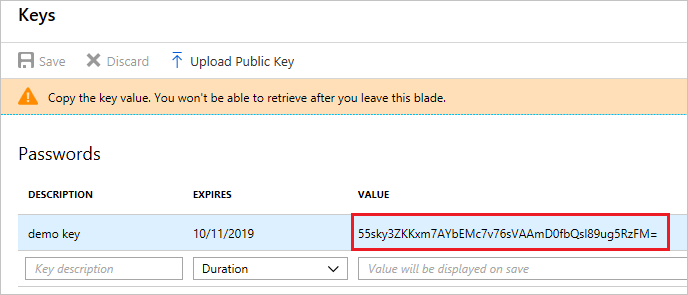 Keys
Save Discard Upload Public Key
Copy the key value. You won't be able to retrieve after you leave this blade.
Passwords
DESCRIPTION EXPIRES VALUE
demo key 10/11/2019 55sky3ZKKxm7AYbEMc7v76sVAAmD0fbQsl89ug5RzFM=
Key description Duration Value will be displayed on save